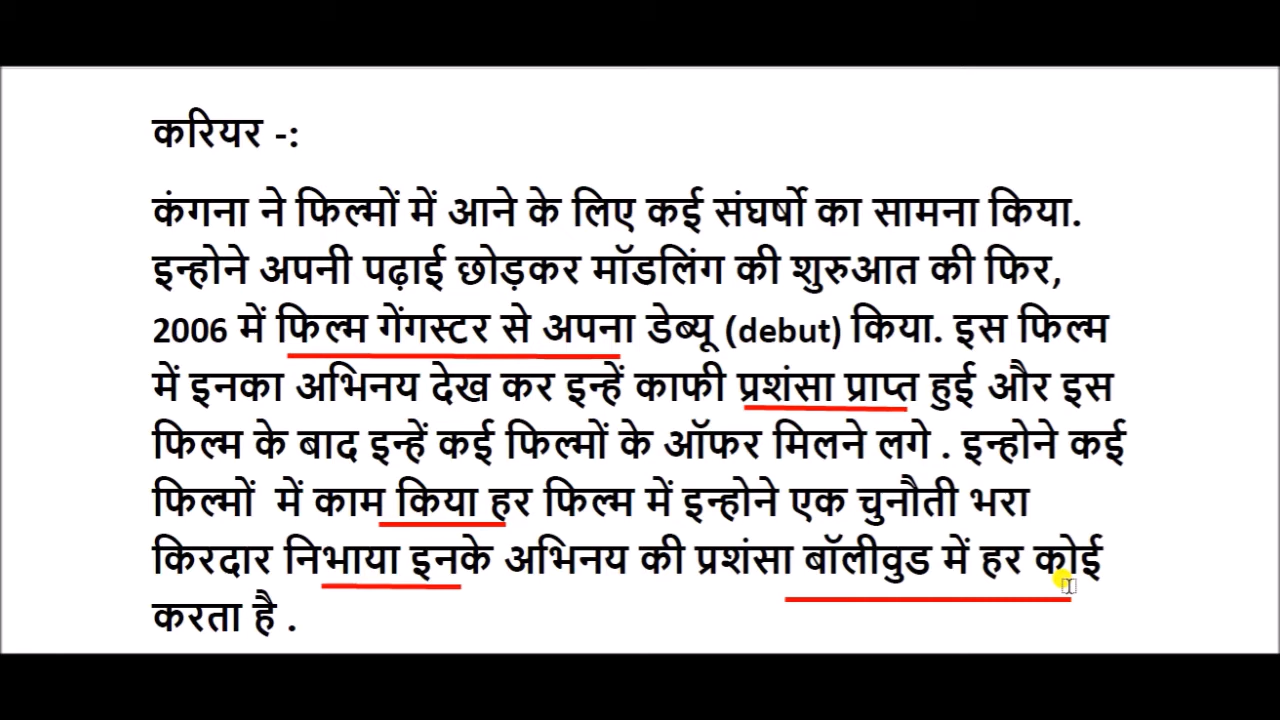 करियर -:
कंगना ने फिल्मों में आने के लिए कई संघर्षो का सामना किया.
इन्होने अपनी पढ़ाई छोड़कर मॉडलिंग की शुरुआत की फिर,
2006 में फिल्म गेंगस्टर से अपना डेब्यू (debut) किया. इस फिल्म
में इनका अभिनय देख कर इन्हें काफी प्रशंसा प्राप्त हुई और इस
फिल्म के बाद इन्हें कई फिल्मों के ऑफर मिलने लगे . इन्होने कई
फिल्मों में काम किया हर फिल्म में इन्होने एक चुनौती भरा
किरदार निभाया इनके अभिनय की प्रशंसा बॉलीवुड में हर कोई
करता है .